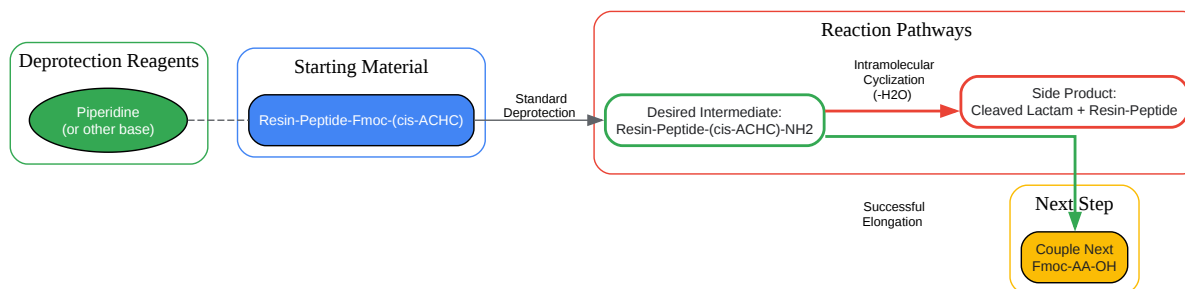 Deprotection Reagents
Piperidine
(or other base)
Starting Material
Resin-Peptide-Fmoc-(cis-ACHC)
Standard
Deprotection
Reaction Pathways
Desired Intermediate:
Resin-Peptide-(cis-ACHC)-NH2
Intramolecular
Cyclization
(-H2O)
Side Product:
Cleaved Lactam + Resin-Peptide
Successful
Elongation
Next Step
Couple Next
Fmoc-AA-OH